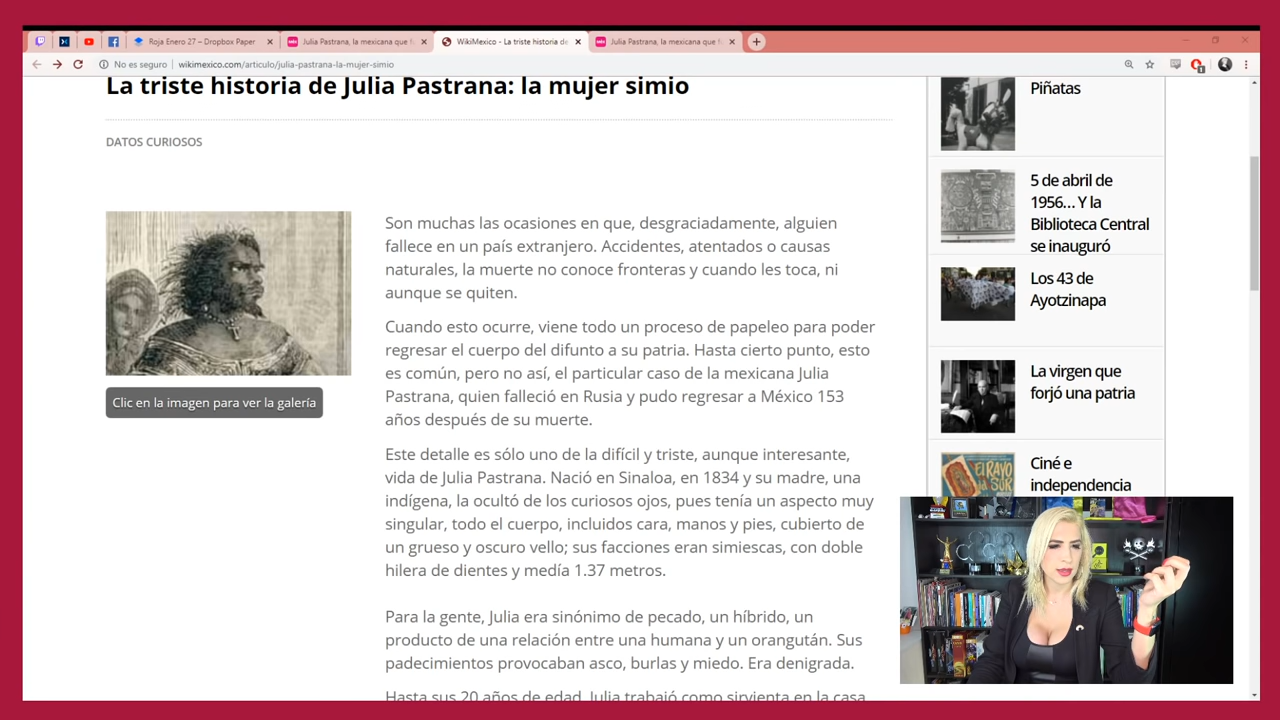 Roja Enero 27 – Dropbox Paper
Julia Pastrana, la mexicana que f
WikiMexico - La triste historia de
Julia Pastrana, la mexicana que f
No es seguro
wikimexico.com/articulo/julia-pastrana-la-mujer-simio
La triste historia de Julia Pastrana: la mujer simio
DATOS CURIOSOS
Clic en la imagen para ver la galería
Son muchas las ocasiones en que, desgraciadamente, alguien
fallece en un país extranjero. Accidentes, atentados o causas
naturales, la muerte no conoce fronteras y cuando les toca, ni
aunque se quiten.
Cuando esto ocurre, viene todo un proceso de papeleo para poder
regresar el cuerpo del difunto a su patria. Hasta cierto punto, esto
es común, pero no así, el particular caso de la mexicana Julia
Pastrana, quien falleció en Rusia y pudo regresar a México 153
años después de su muerte.
Este detalle es sólo uno de la difícil y triste, aunque interesante,
vida de Julia Pastrana. Nació en Sinaloa, en 1834 y su madre, una
indígena, la ocultó de los curiosos ojos, pues tenía un aspecto muy
singular, todo el cuerpo, incluidos cara, manos y pies, cubierto de
un grueso y oscuro vello; sus facciones eran simiescas, con doble
hilera de dientes y medía 1.37 metros.
Para la gente, Julia era sinónimo de pecado, un híbrido, un
producto de una relación entre una humana y un orangután. Sus
padecimientos provocaban asco, burlas y miedo. Era denigrada.
Hasta sus 20 años de edad, Julia trabajó como sirvienta en la casa
Piñatas
5 de abril de
1956... Y la
Biblioteca Central
se inauguró
Los 43 de
Ayotzinapa
La virgen que
forjó una patria
Ciné e
independencia
EL RAYO